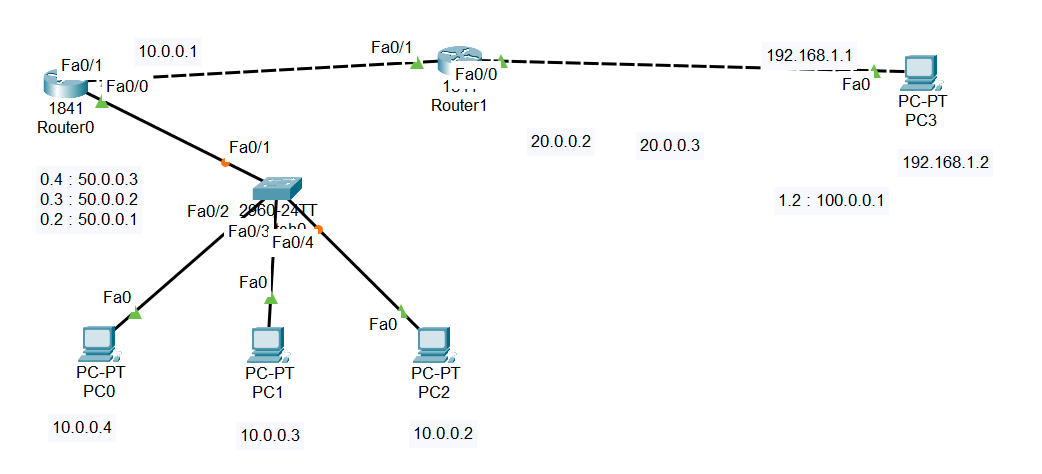 10.0.0.1
Fa0/1
Fa0/0
1841
Router0
Fa0/1
Fa0/0
Router1
192.168.1.1
Fa0
PC-PT
PC3
192.168.1.2
20.0.0.2
20.0.0.3
1.2 : 100.0.0.1
0.4 : 50.0.0.3
0.3 : 50.0.0.2
0.2 : 50.0.0.1
Fa0/1
2960-24TT
Fa0/2
Fa0/3
Fa0/4
Fa0
Fa0
Fa0
PC-PT
PC0
PC-PT
PC1
PC-PT
PC2
10.0.0.4
10.0.0.3
10.0.0.2